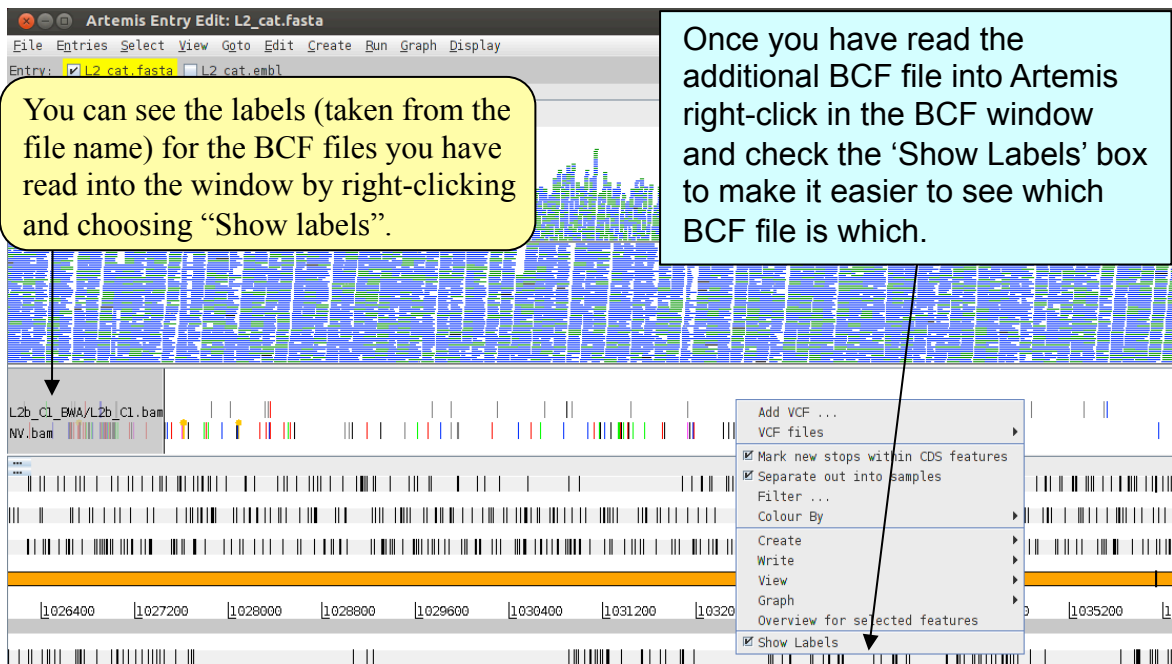 Artemis Entry Edit: L2_cat.fasta
File Entries Select View Goto Edit Create Run Graph Display
Entry: L2_cat.fasta L2_cat.embl
You can see the labels (taken from the
file name) for the BCF files you have
read into the window by right-clicking
and choosing “Show labels”.
Once you have read the
additional BCF file into Artemis
right-click in the BCF window
and check the ‘Show Labels’ box
to make it easier to see which
BCF file is which.
L2b_C1_BWA/L2b_C1.bam
NV.bam
Add VCF ...
VCF files
Mark new stops within CDS features
Separate out into samples
Filter ...
Colour By
Create
Write
View
Graph
Overview for selected features
Show Labels
1026400 1027200 1028000 1028800 1029600 1030400 1031200 10320 1035200